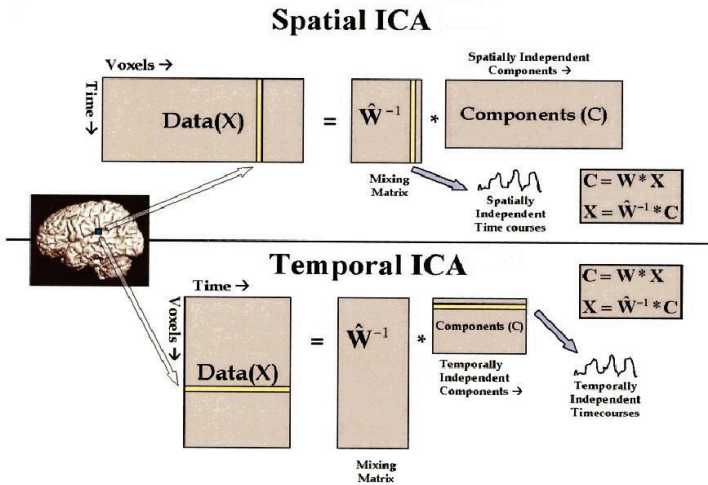 Spatial ICA
Voxels →
Time →
Data(X)
=
Ŵ⁻¹
*
Spatially Independent
Components →
Components (C)
Mixing
Matrix
Spatially
Independent
Time courses
C = W * X
X = Ŵ⁻¹ * C
Temporal ICA
Time →
Voxels →
Data(X)
=
Ŵ⁻¹
*
Components (C)
Temporally
Independent
Components →
Mixing
Matrix
Temporally
Independent
Timecourses
C = W * X
X = Ŵ⁻¹ * C